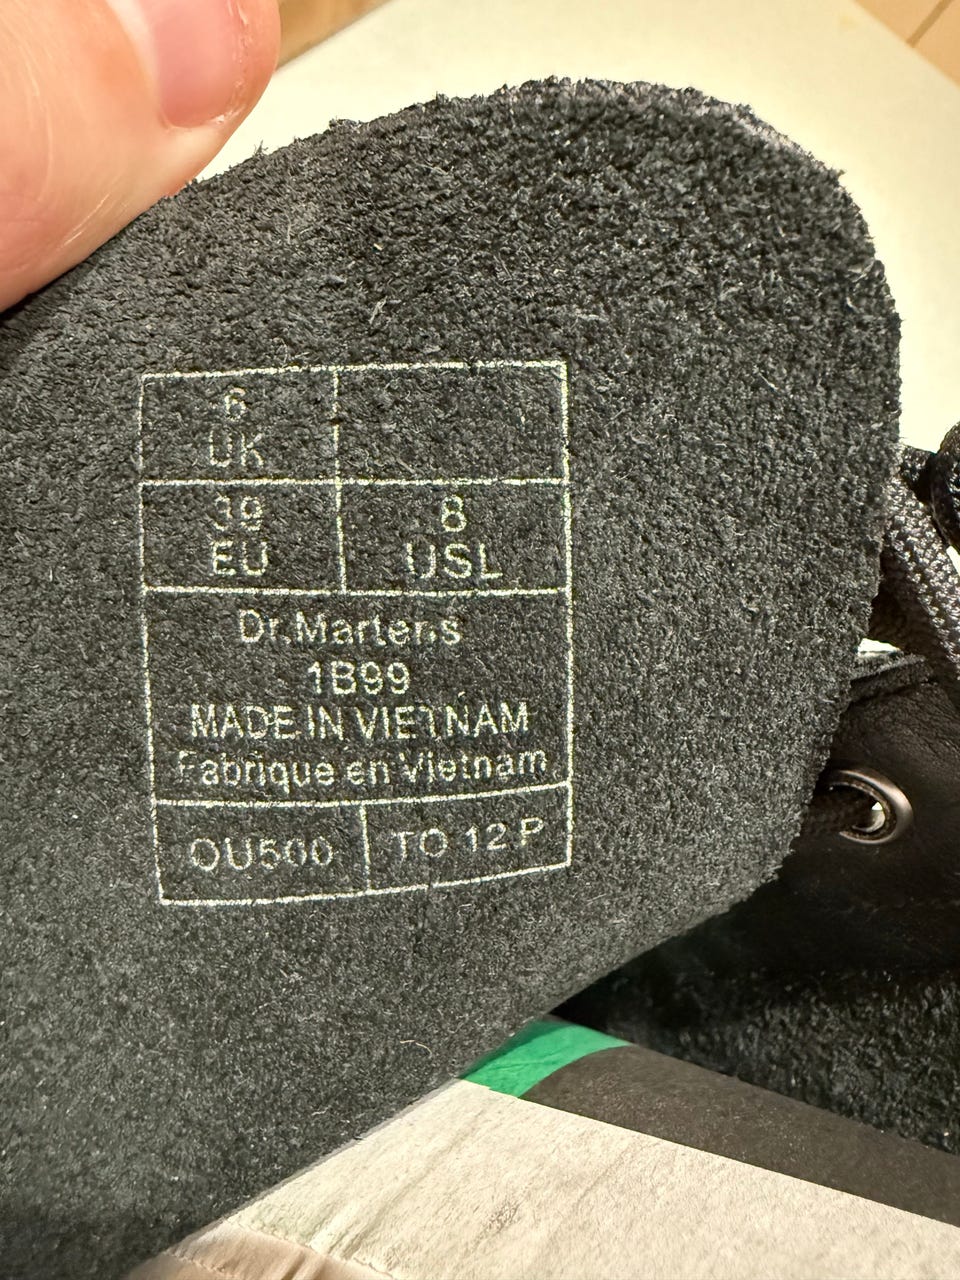 6
UK
39
EU
8
USL
Dr.Martens
1B99
MADE IN VIETNAM
Fabrique en Vietnam
OU500
TO 12 P